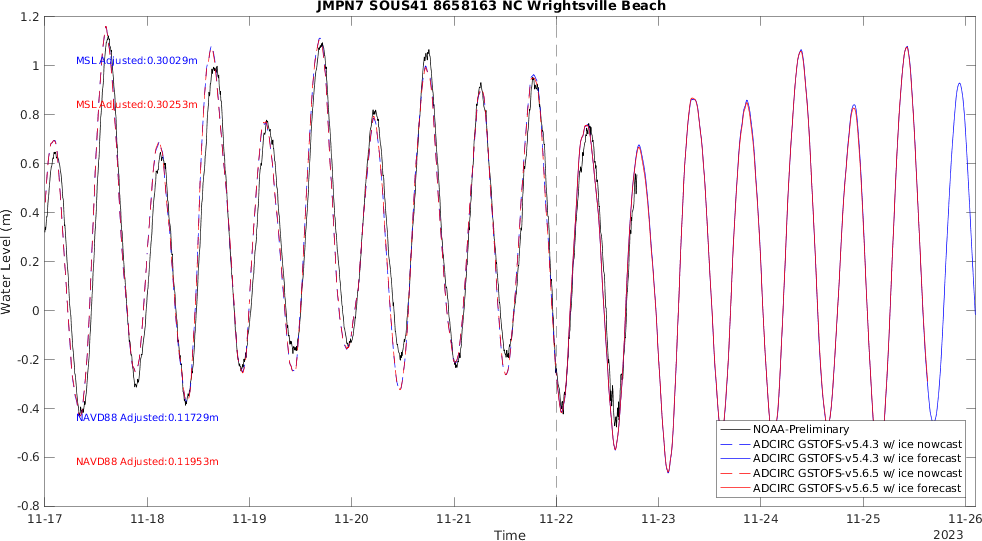 JMPN7 SOUS41 8658163 NC Wrightsville Beach
Water Level (m)
1.2
1
0.8
0.6
0.4
0.2
0
-0.2
-0.4
-0.6
-0.8
MSL Adjusted:0.30029m
MSL Adjusted:0.30253m
NAVD88 Adjusted:0.11729m
NAVD88 Adjusted:0.11953m
NOAA-Preliminary
ADCIRC GSTOFS-v5.4.3 w/ ice nowcast
ADCIRC GSTOFS-v5.4.3 w/ ice forecast
ADCIRC GSTOFS-v5.6.5 w/ ice nowcast
ADCIRC GSTOFS-v5.6.5 w/ ice forecast
11-17 11-18 11-19 11-20 11-21 11-22 11-23 11-24 11-25 11-26
Time
2023